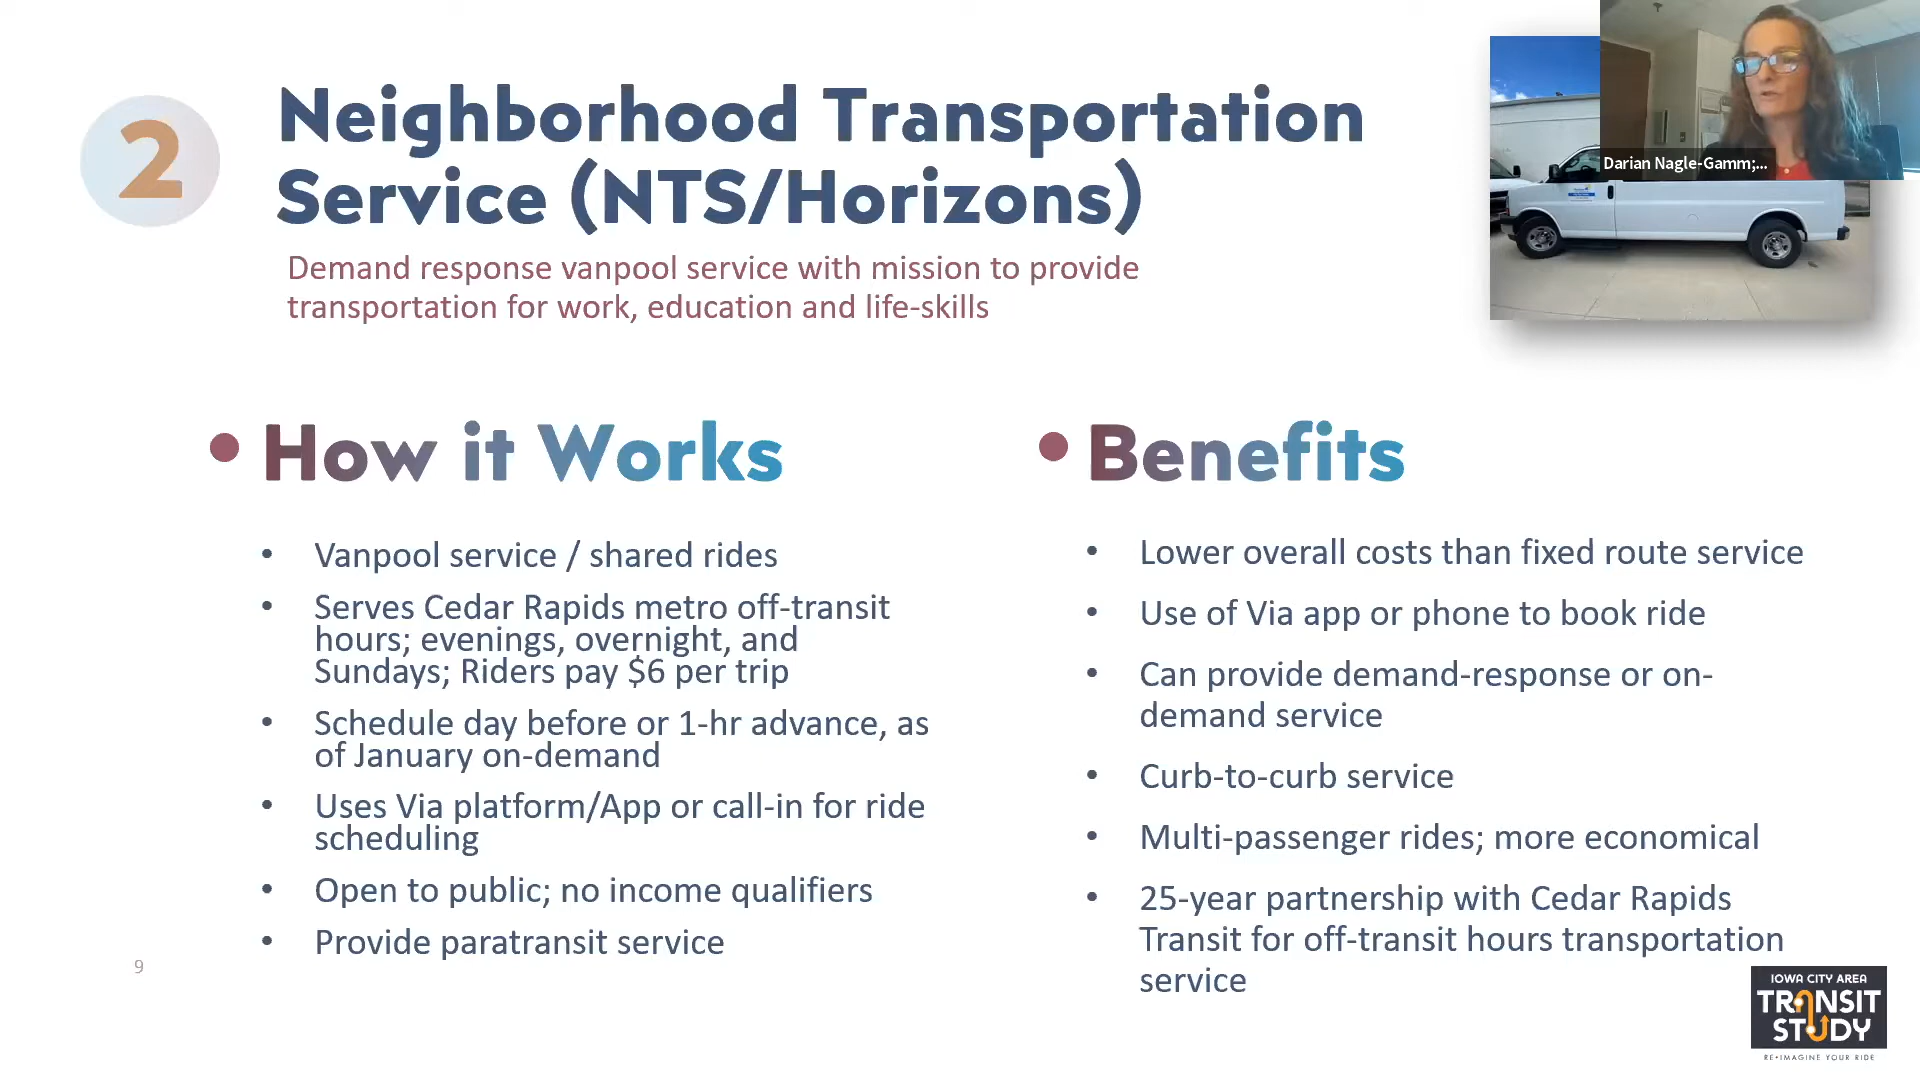 2
Neighborhood Transportation
Service (NTS/Horizons)
Demand response vanpool service with mission to provide
transportation for work, education and life-skills
Darian Nagle-Gamm;...
• How it Works
• Vanpool service / shared rides
• Serves Cedar Rapids metro off-transit
hours; evenings, overnight, and
Sundays; Riders pay $6 per trip
• Schedule day before or 1-hr advance, as
of January on-demand
• Uses Via platform/App or call-in for ride
scheduling
• Open to public; no income qualifiers
• Provide paratransit service
• Benefits
• Lower overall costs than fixed route service
• Use of Via app or phone to book ride
• Can provide demand-response or on-
demand service
• Curb-to-curb service
• Multi-passenger rides; more economical
• 25-year partnership with Cedar Rapids
Transit for off-transit hours transportation
service
9
IOWA CITY AREA
TRANSIT
STUDY
RE•IMAGINE YOUR RIDE